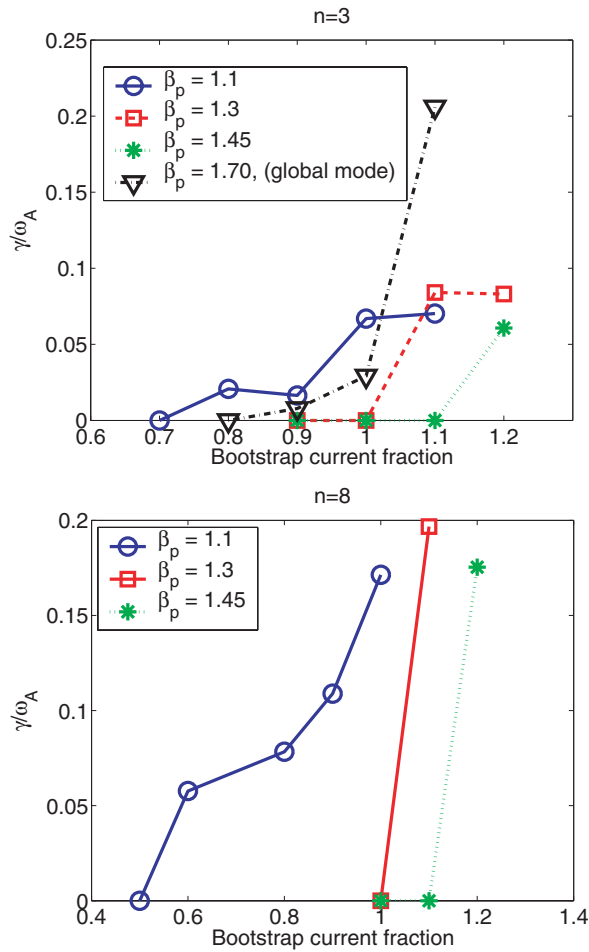 n=3
0.25
0.2
0.15
0.1
0.05
0
γ/ω_A
β_p = 1.1
β_p = 1.3
β_p = 1.45
β_p = 1.70, (global mode)
0.6 0.7 0.8 0.9 1 1.1 1.2
Bootstrap current fraction
n=8
0.2
0.15
0.1
0.05
0
γ/ω_A
β_p = 1.1
β_p = 1.3
β_p = 1.45
0.4 0.6 0.8 1 1.2 1.4
Bootstrap current fraction